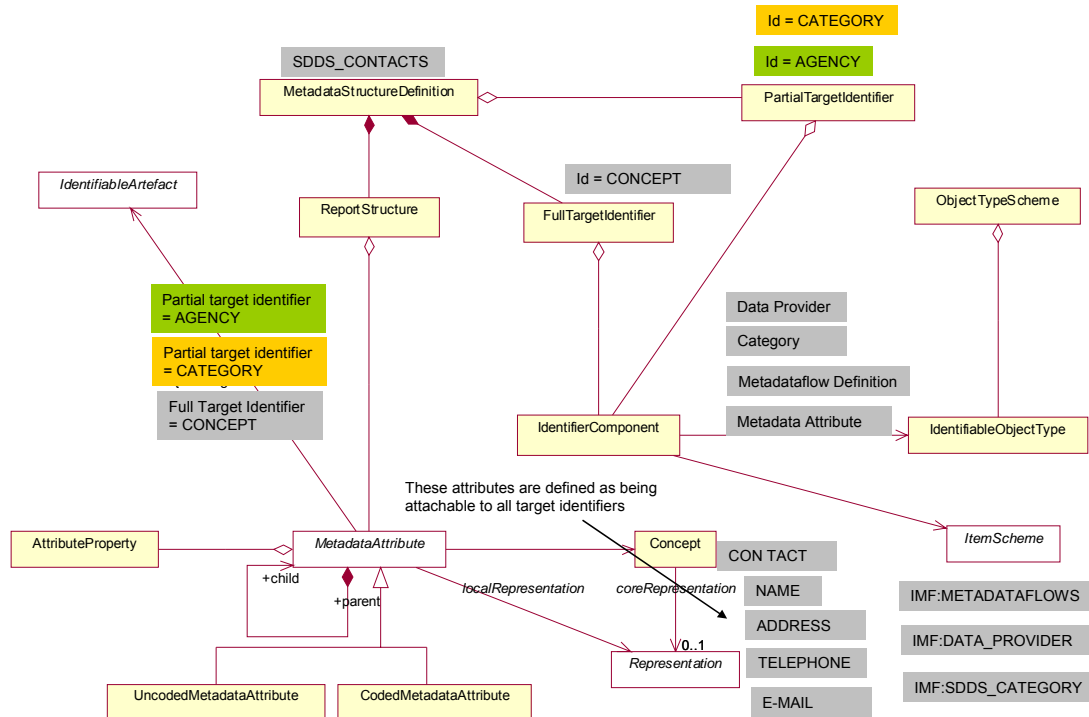 Id = CATEGORY
SDDS_CONTACTS
Id = AGENCY
MetadataStructureDefinition
PartialTargetIdentifier
IdentifiableArtefact
Id = CONCEPT
ReportStructure
FullTargetIdentifier
ObjectTypeScheme
Partial target identifier
= AGENCY
Data Provider
Partial target identifier
= CATEGORY
Category
Metadataflow Definition
Full Target Identifier
= CONCEPT
Metadata Attribute
IdentifierComponent
IdentifiableObjectType
These attributes are defined as being
attachable to all target identifiers
AttributeProperty
MetadataAttribute
Concept
CON TACT
ItemScheme
+child
+parent
localRepresentation
coreRepresentation
NAME
IMF:METADATAFLOWS
ADDRESS
0..1
IMF:DATA_PROVIDER
Representation
TELEPHONE
UncodedMetadataAttribute
CodedMetadataAttribute
E-MAIL
IMF:SDDS_CATEGORY